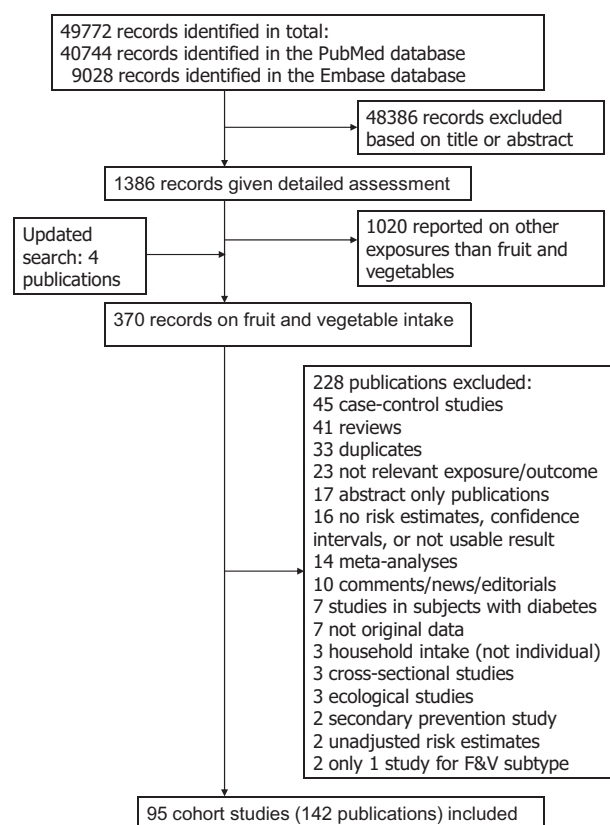 49772 records identified in total:
40744 records identified in the PubMed database
9028 records identified in the Embase database
48386 records excluded
based on title or abstract
1386 records given detailed assessment
Updated
search: 4
publications
1020 reported on other
exposures than fruit and
vegetables
370 records on fruit and vegetable intake
228 publications excluded:
45 case-control studies
41 reviews
33 duplicates
23 not relevant exposure/outcome
17 abstract only publications
16 no risk estimates, confidence
intervals, or not usable result
14 meta-analyses
10 comments/news/editorials
7 studies in subjects with diabetes
7 not original data
3 household intake (not individual)
3 cross-sectional studies
3 ecological studies
2 secondary prevention study
2 unadjusted risk estimates
2 only 1 study for F&V subtype
95 cohort studies (142 publications) included